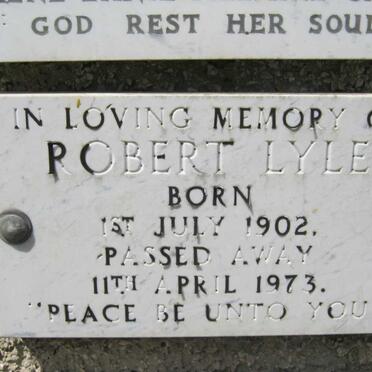 GOD REST HER SOUL
IN LOVING MEMORY
ROBERT LYLE
BORN
1ST JULY 1902.
PASSED AWAY
11TH APRIL 1973.
"PEACE BE UNTO YOU